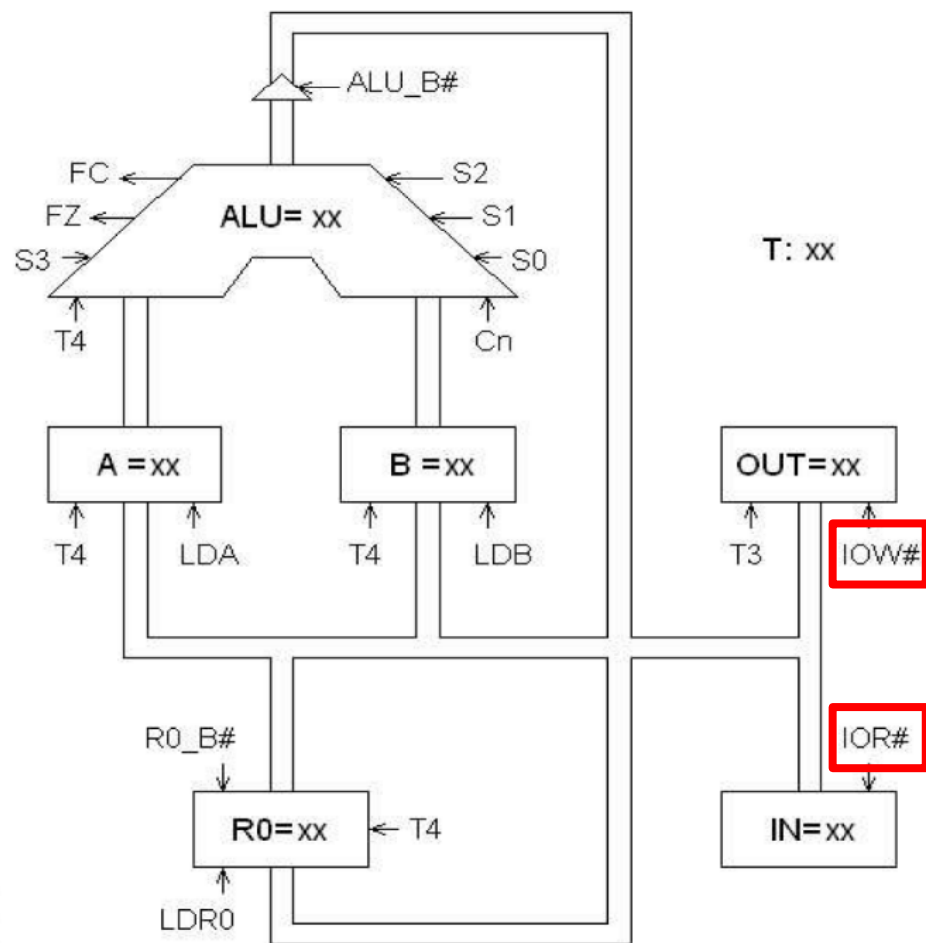 ALU_B#
FC
S2
FZ
ALU= xx
S1
S3
S0
T: xx
T4
Cn
A =xx
B =xx
OUT=xx
T4
LDA
T4
LDB
T3
IOW#
R0_B#
IOR#
R0=xx
T4
IN=xx
LDR0